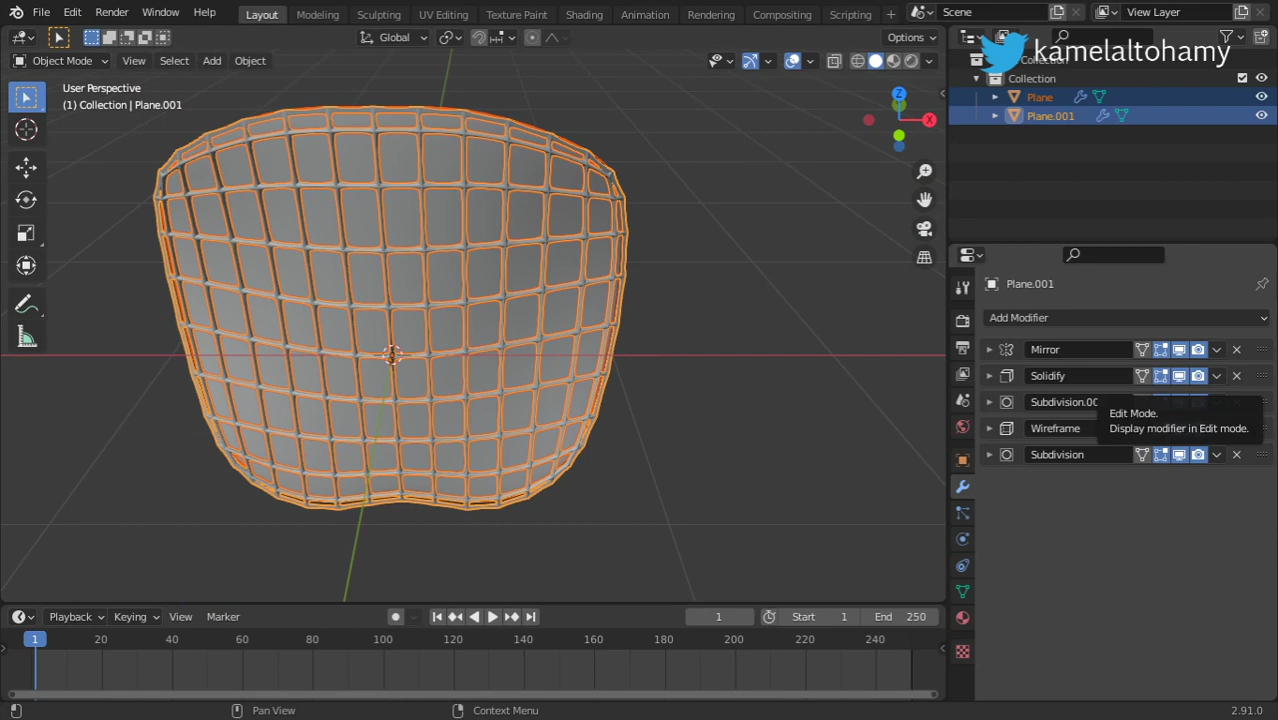 File Edit Render Window Help Layout Modeling Sculpting UV Editing Texture Paint Shading Animation Rendering Compositing Scripting + Scene View Layer
Global Options
kamelaltohamy
Object Mode View Select Add Object
Collection
User Perspective
(1) Collection | Plane.001
Collection
Plane
Plane.001
Z
X
Plane.001
Add Modifier
Mirror
Solidify
Subdivision.00
Edit Mode.
Display modifier in Edit mode.
Wireframe
Subdivision
Playback Keying View Marker 1 Start 1 End 250
1 20 40 60 80 100 120 140 160 180 200 220 240
Pan View Context Menu 2.91.0